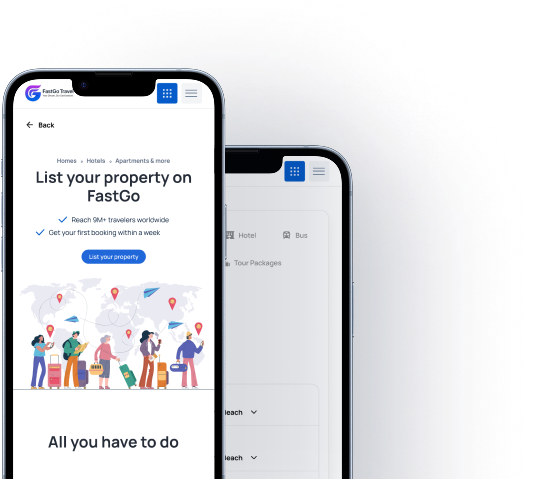 FastGo Trave
Back
Homes • Hotels • Apartments & more
List your property on
FastGo
Reach 9M+ travelers worldwide
Get your first booking within a week
List your property
All you have to do
Hotel
Bus
Tour Packages
Beach
Beach